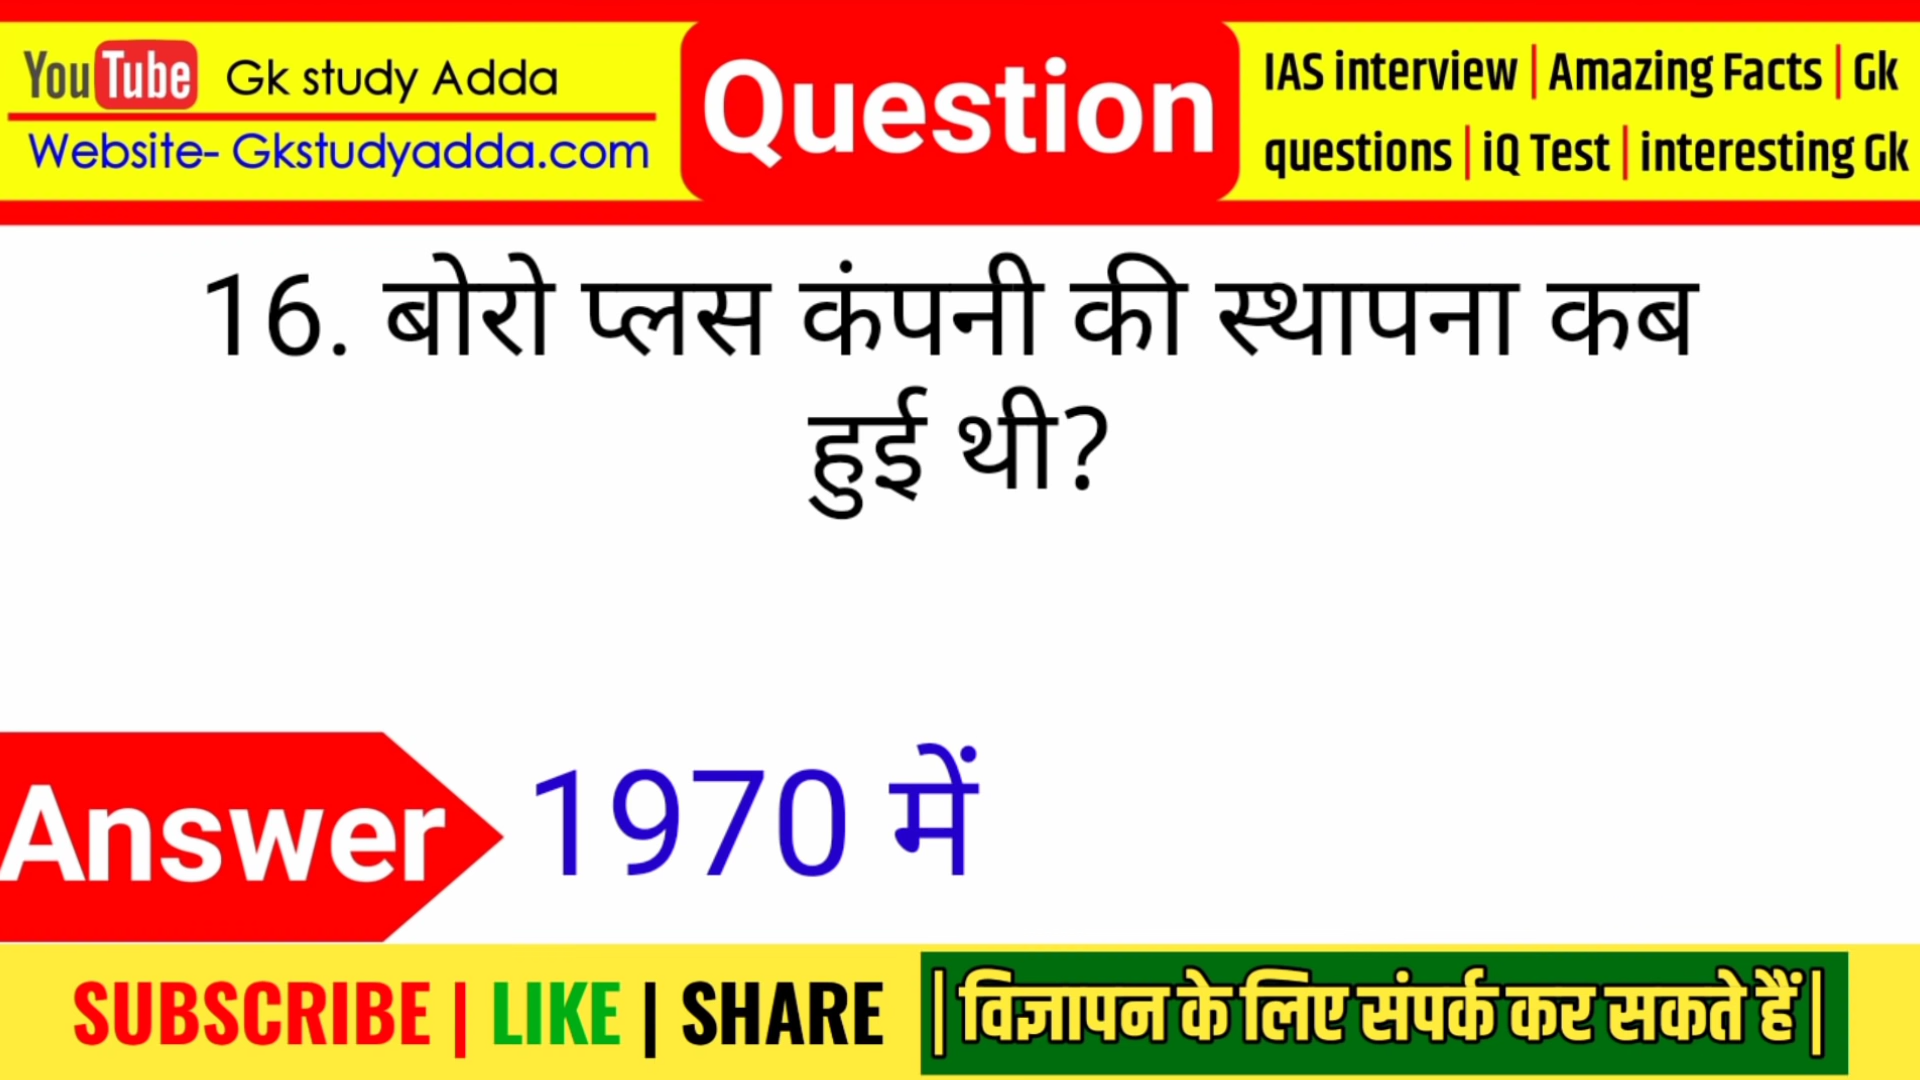 YouTube Gk study Adda
Website- Gkstudyadda.com
Question
IAS interview | Amazing Facts | Gk
questions | iQ Test | interesting Gk
16. बोरो प्लस कंपनी की स्थापना कब
हुई थी?
Answer
1970 में
SUBSCRIBE | LIKE | SHARE
| विज्ञापन के लिए संपर्क कर सकते हैं |